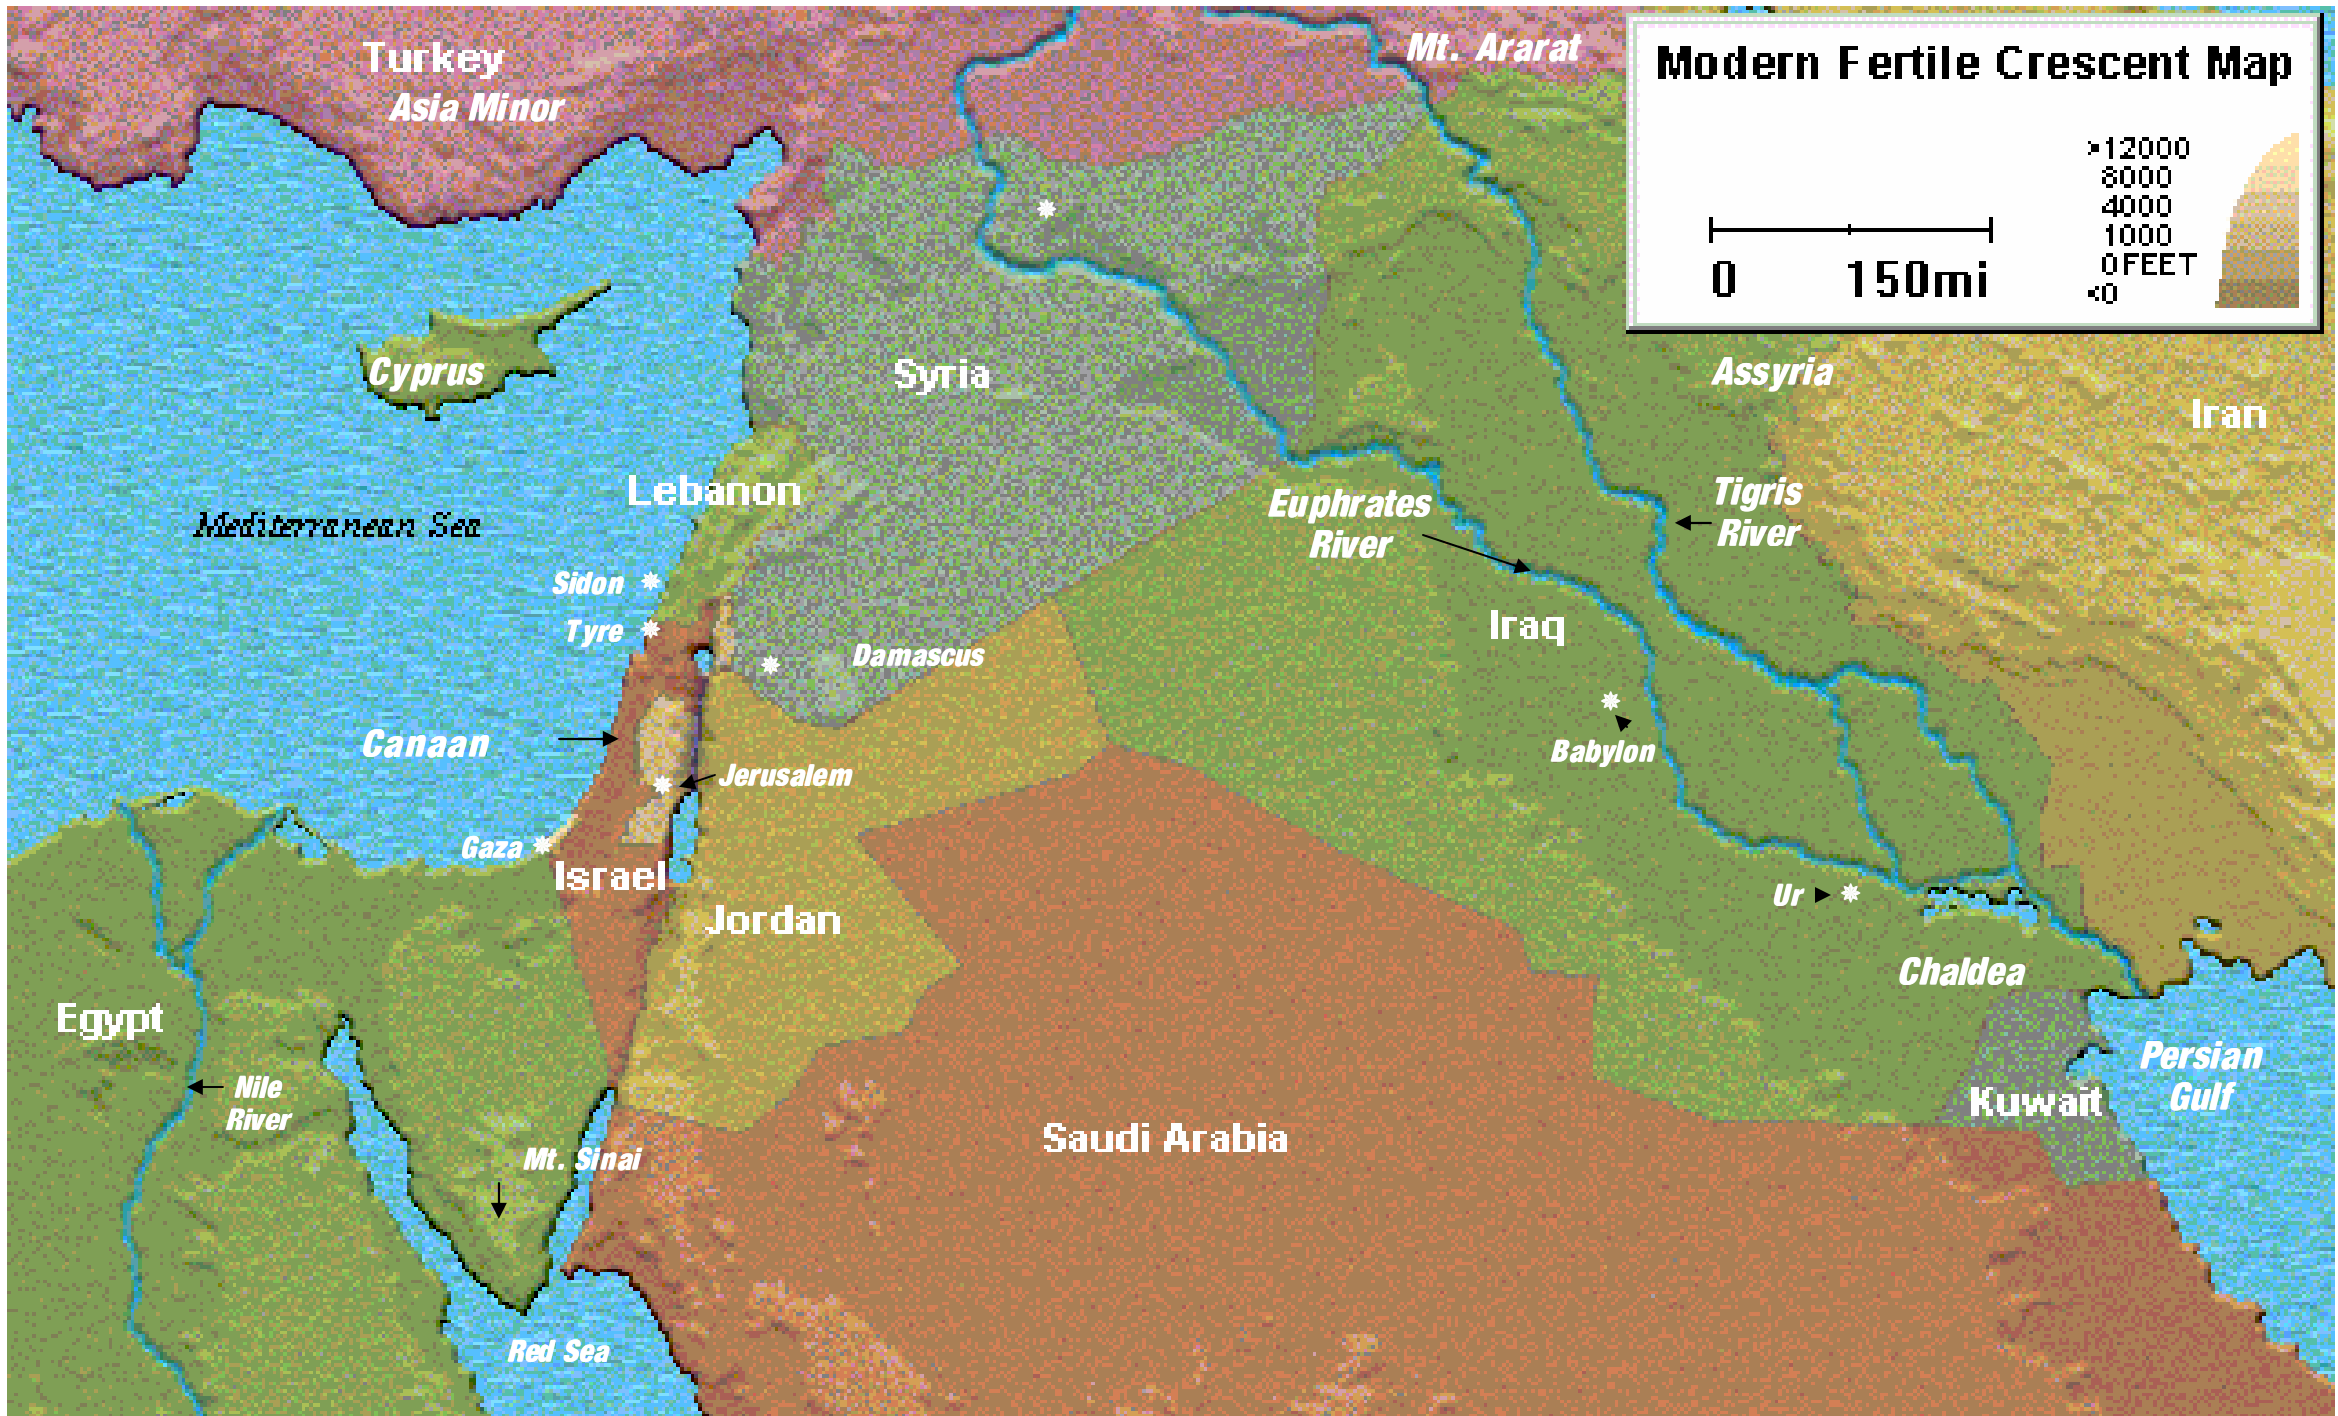 Turkey
Asia Minor
Mt. Ararat
Modern Fertile Crescent Map
>12000
8000
4000
1000
0 FEET
<0
0 150mi
Cyprus
Syria
Assyria
Iran
Lebanon
Mediterranean Sea
Euphrates
River
Tigris
River
Sidon
Tyre
Iraq
Damascus
Canaan
Babylon
Jerusalem
Gaza
Israel
Ur
Jordan
Chaldea
Egypt
Persian
Gulf
Nile
River
Kuwait
Saudi Arabia
Mt. Sinai
Red Sea